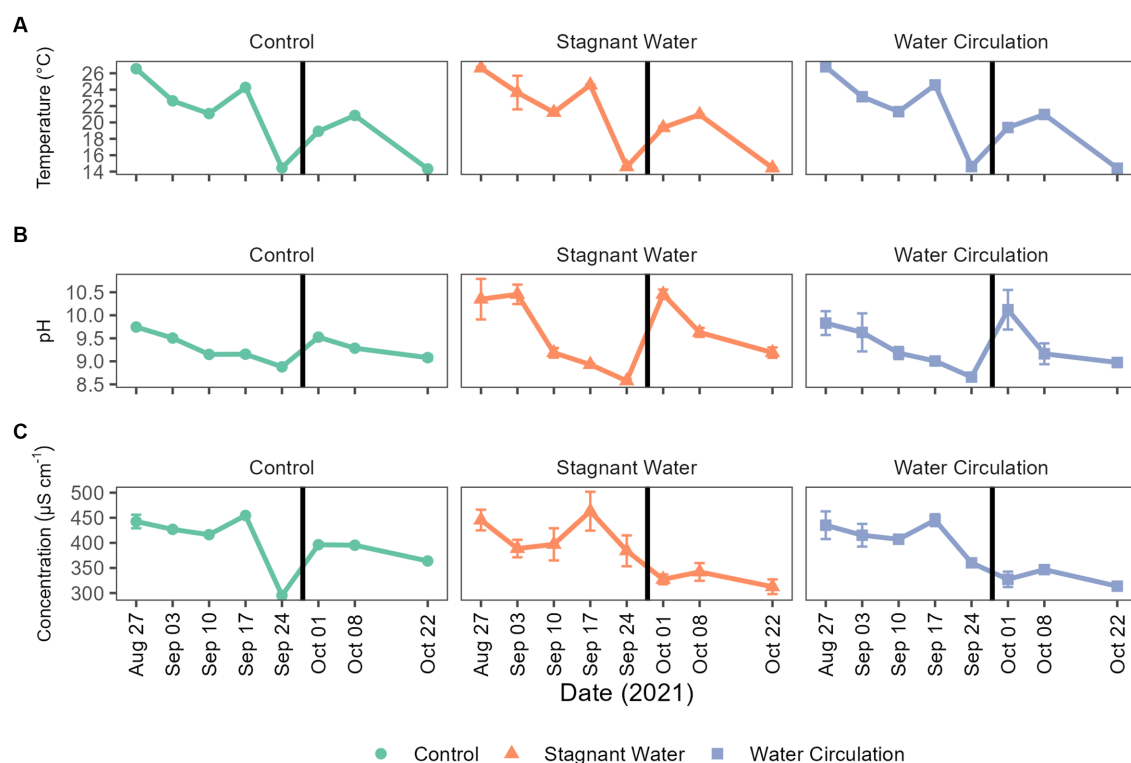 A
Control Stagnant Water Water Circulation
Temperature (°C)
26
24
22
20
18
16
14
B
Control Stagnant Water Water Circulation
pH
10.5
10.0
9.5
9.0
8.5
C
Control Stagnant Water Water Circulation
Concentration (µS cm⁻¹)
500
450
400
350
300
Aug 27 Sep 03 Sep 10 Sep 17 Sep 24 Oct 01 Oct 08 Oct 22 Aug 27 Sep 03 Sep 10 Sep 17 Sep 24 Oct 01 Oct 08 Oct 22 Aug 27 Sep 03 Sep 10 Sep 17 Sep 24 Oct 01 Oct 08 Oct 22
Date (2021)
Control Stagnant Water Water Circulation